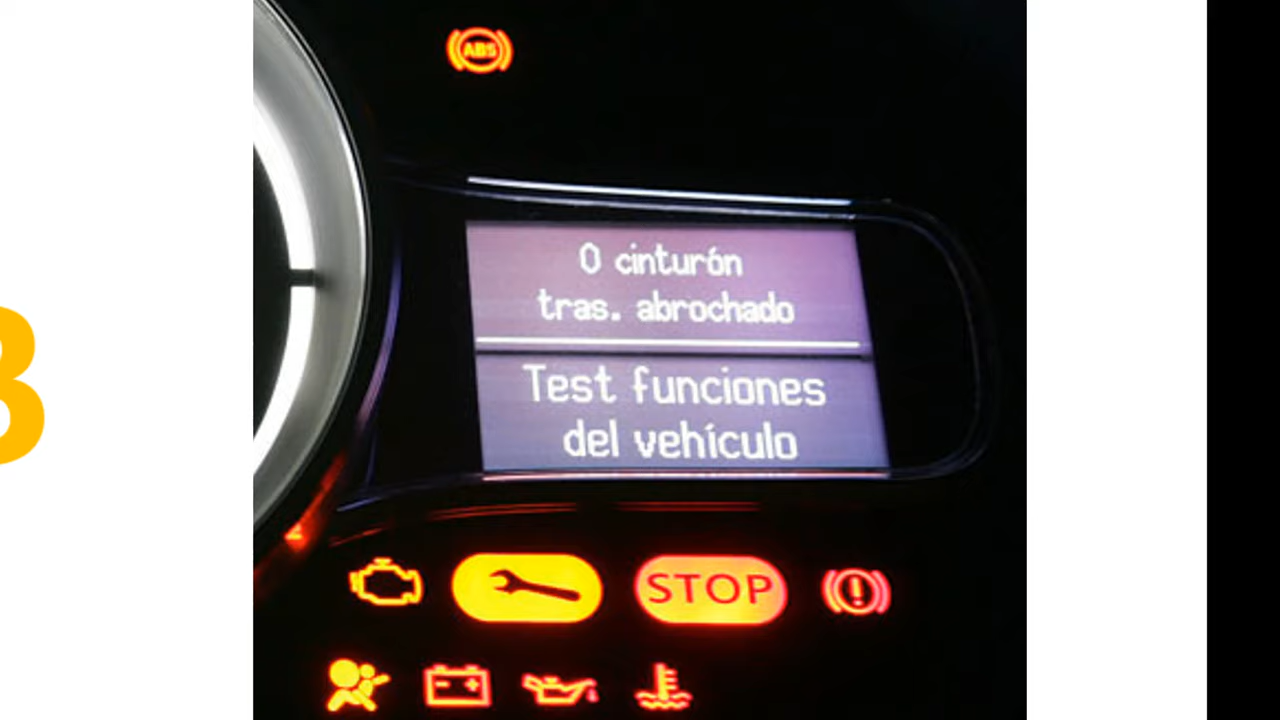 ABS
0 cinturón
tras. abrochado
Test funciones
del vehículo
STOP